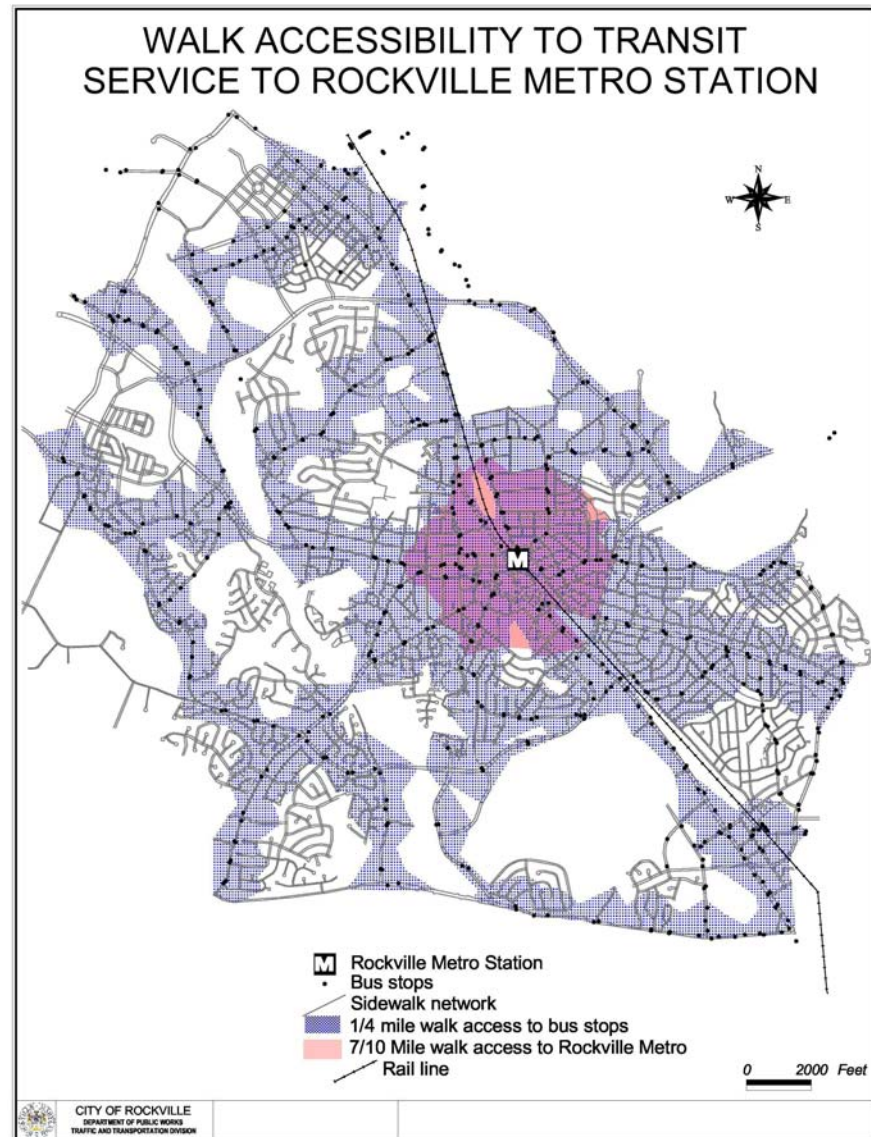 WALK ACCESSIBILITY TO TRANSIT
SERVICE TO ROCKVILLE METRO STATION
N
W E
S
M
M Rockville Metro Station
Bus stops
Sidewalk network
1/4 mile walk access to bus stops
7/10 Mile walk access to Rockville Metro
Rail line
0 2000 Feet
CITY OF ROCKVILLE
DEPARTMENT OF PUBLIC WORKS
TRAFFIC AND TRANSPORTATION DIVISION